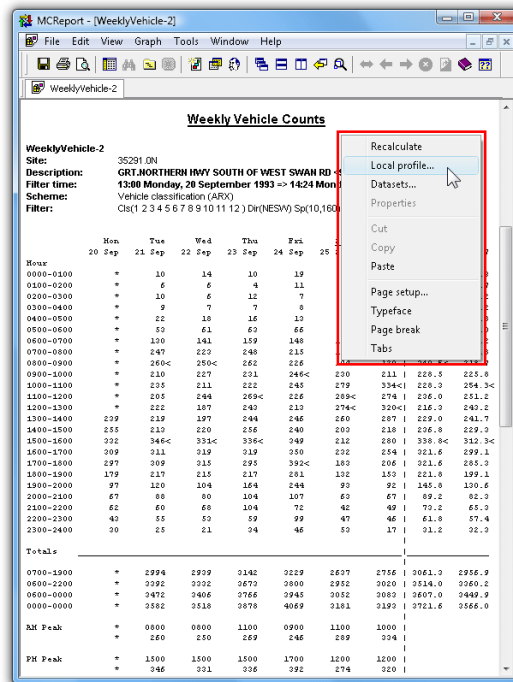 MCReport - [WeeklyVehicle-2]
File Edit View Graph Tools Window Help
WeeklyVehicle-2
Weekly Vehicle Counts
WeeklyVehicle-2
Site: 35291.0N
Description: GRT.NORTHERN HWY SOUTH OF WEST SWAN RD
Filter time: 13:00 Monday, 20 September 1993 => 14:24 Mon
Scheme: Vehicle classification (ARX)
Filter: Cls(1 2 3 4 5 6 7 8 9 10 11 12 ) Dir(NESW) Sp(10,160)
Recalculate
Local profile...
Datasets...
Properties
Cut
Copy
Paste
Page setup...
Typeface
Page break
Tabs
Mon Tue Wed Thu Fri
20 Sep 21 Sep 22 Sep 23 Sep 24 Sep 25
Hour
0000-0100 * 10 14 10 19
0100-0200 * 6 6 4 11
0200-0300 * 10 6 12 7
0300-0400 * 9 7 7 8
0400-0500 * 22 18 16 13
0500-0600 * 53 61 63 66
0600-0700 * 130 141 159 148
0700-0800 * 247 223 248 215
0800-0900 * 260< 250< 262 226
0900-1000 * 210 227 231 246< 230 211 | 228.5 225.8
1000-1100 * 235 211 222 245 279 334<| 228.3 254.3<
1100-1200 * 205 244 269< 226 289< 274 | 236.0 251.2
1200-1300 * 222 187 243 213 274< 320<| 216.3 243.2
1300-1400 239 219 197 244 246 260 287 | 229.0 241.7
1400-1500 255 213 220 256 240 203 218 | 236.8 229.3
1500-1600 332 346< 331< 336< 349 212 280 | 338.8< 312.3<
1600-1700 309 311 319 319 350 232 254 | 321.6 299.1
1700-1800 297 309 315 295 392< 183 206 | 321.6 285.3
1800-1900 179 217 215 217 281 132 153 | 221.8 199.1
1900-2000 97 120 104 164 244 93 92 | 145.8 130.6
2000-2100 67 88 80 104 107 63 67 | 89.2 82.3
2100-2200 62 60 68 104 72 42 49 | 73.2 65.3
2200-2300 43 55 53 59 99 47 46 | 61.8 57.4
2300-2400 30 25 21 34 46 53 17 | 31.2 32.3
Totals
0700-1900 * 2994 2939 3142 3229 2637 2756 | 3061.3 2956.9
0600-2200 * 3392 3332 3673 3800 2952 3020 | 3514.0 3360.2
0600-0000 * 3472 3406 3766 3945 3052 3083 | 3607.0 3449.9
0000-0000 * 3582 3518 3878 4069 3181 3193 | 3721.6 3566.0
AM Peak * 0800 0800 1100 0900 1100 1000 |
* 260 250 269 246 289 334 |
PM Peak * 1500 1500 1500 1700 1200 1200 |
* 346 331 336 392 274 320 |